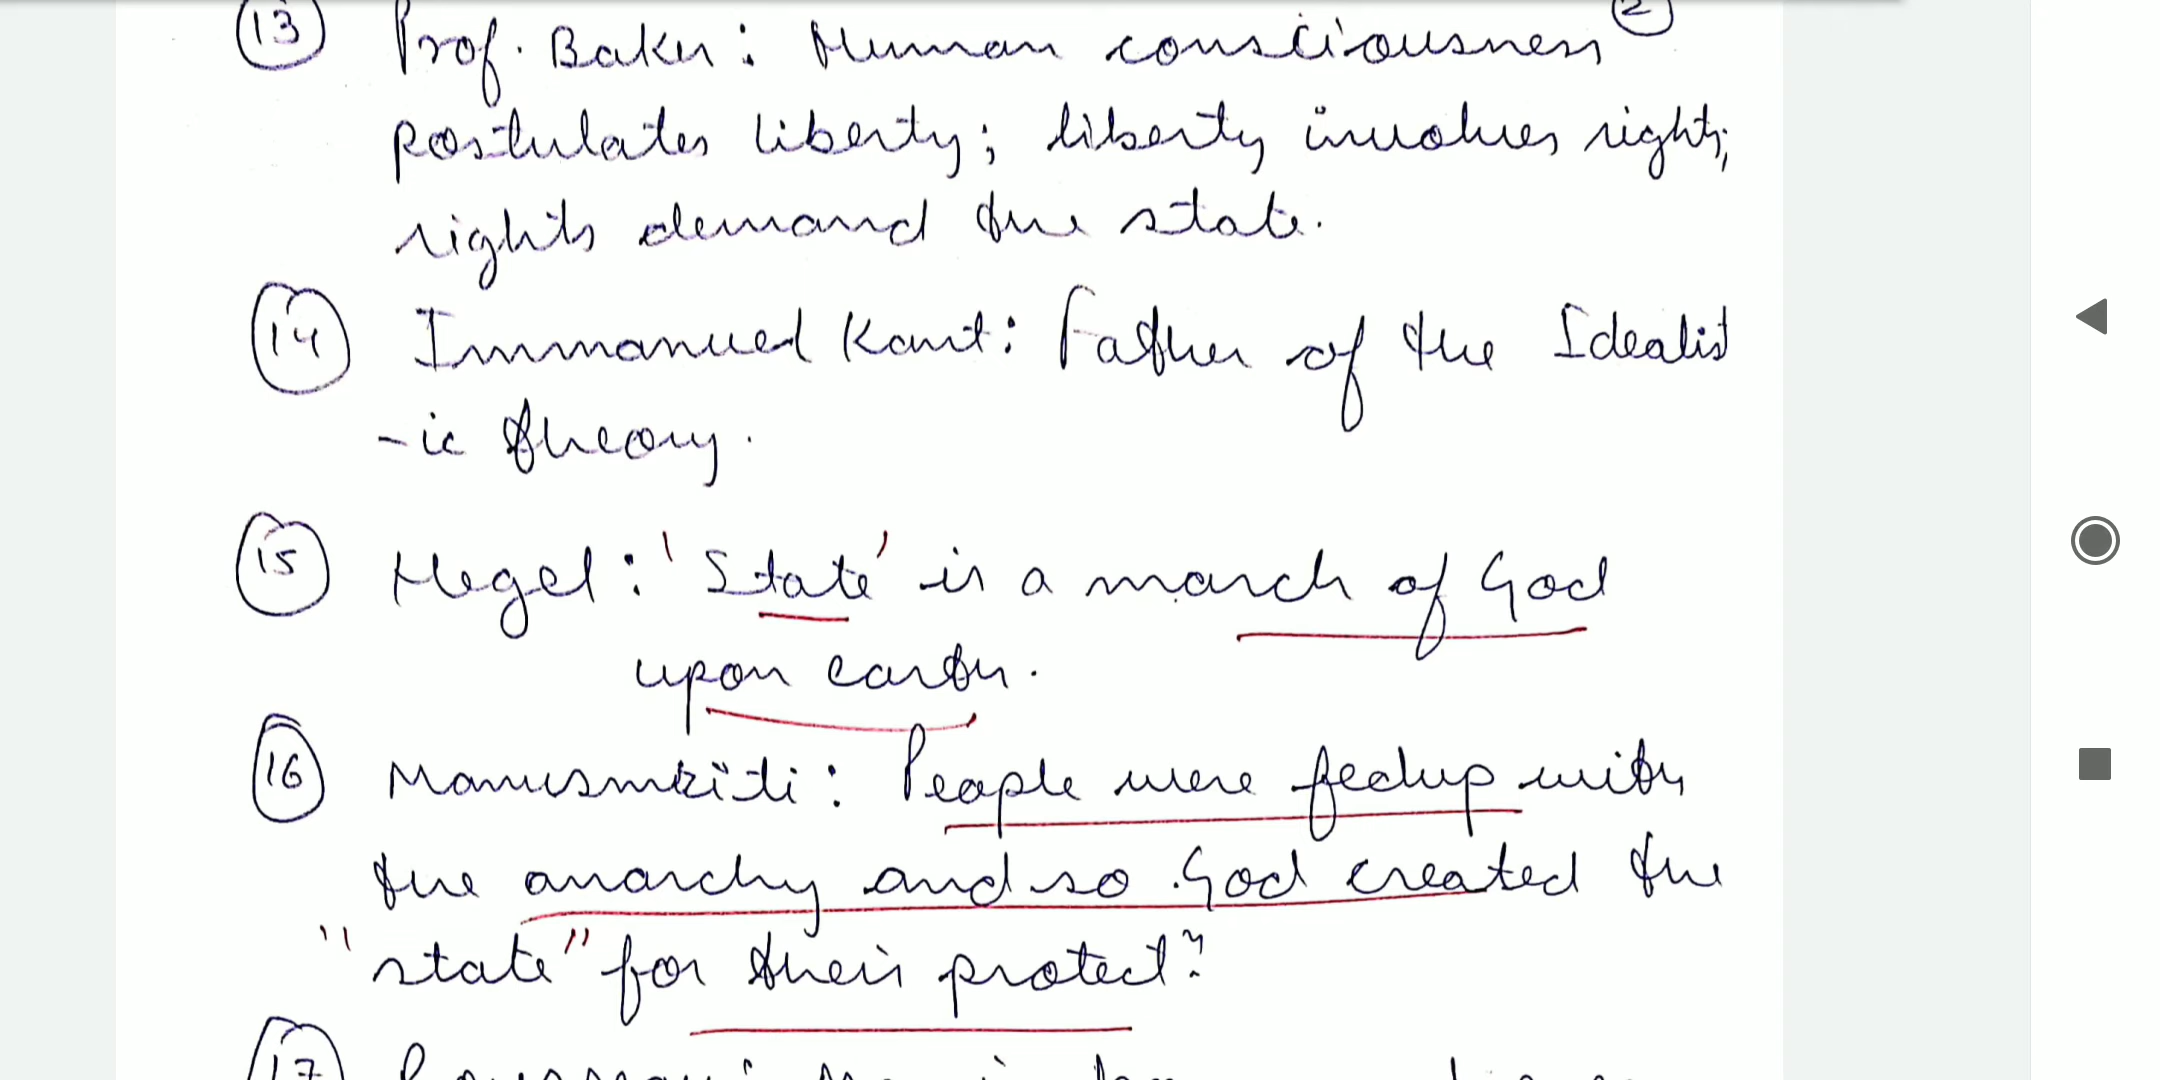 2
13 Prof. Baker: Human consciousness
postulates liberty; liberty involves rights;
rights demand the state.
14 Immanuel Kant: Father of the Idealist
-ic theory.
15 Hegel: 'State' is a march of God
upon earth.
16 Manusmriti: People were fedup with
the anarchy and so God created the
"state" for their protectn.
17